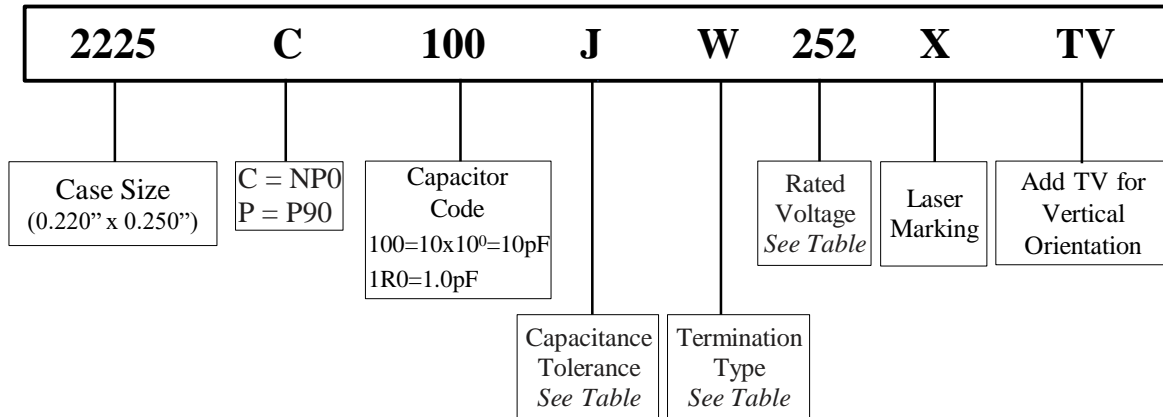 2225 C 100 J W 252 X TV
Case Size
(0.220” x 0.250”)
C = NP0
P = P90
Capacitor
Code
100=10x10⁰=10pF
1R0=1.0pF
Rated
Voltage
See Table
Laser
Marking
Add TV for
Vertical
Orientation
Capacitance
Tolerance
See Table
Termination
Type
See Table